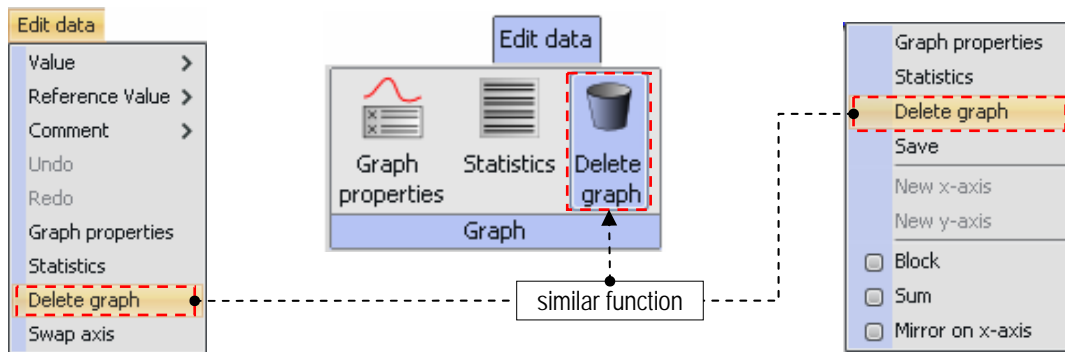 Edit data
Value
Reference Value
Comment
Undo
Redo
Graph properties
Statistics
Delete graph
Swap axis
Edit data
Graph
properties
Statistics
Delete
graph
Graph
similar function
Graph properties
Statistics
Delete graph
Save
New x-axis
New y-axis
Block
Sum
Mirror on x-axis